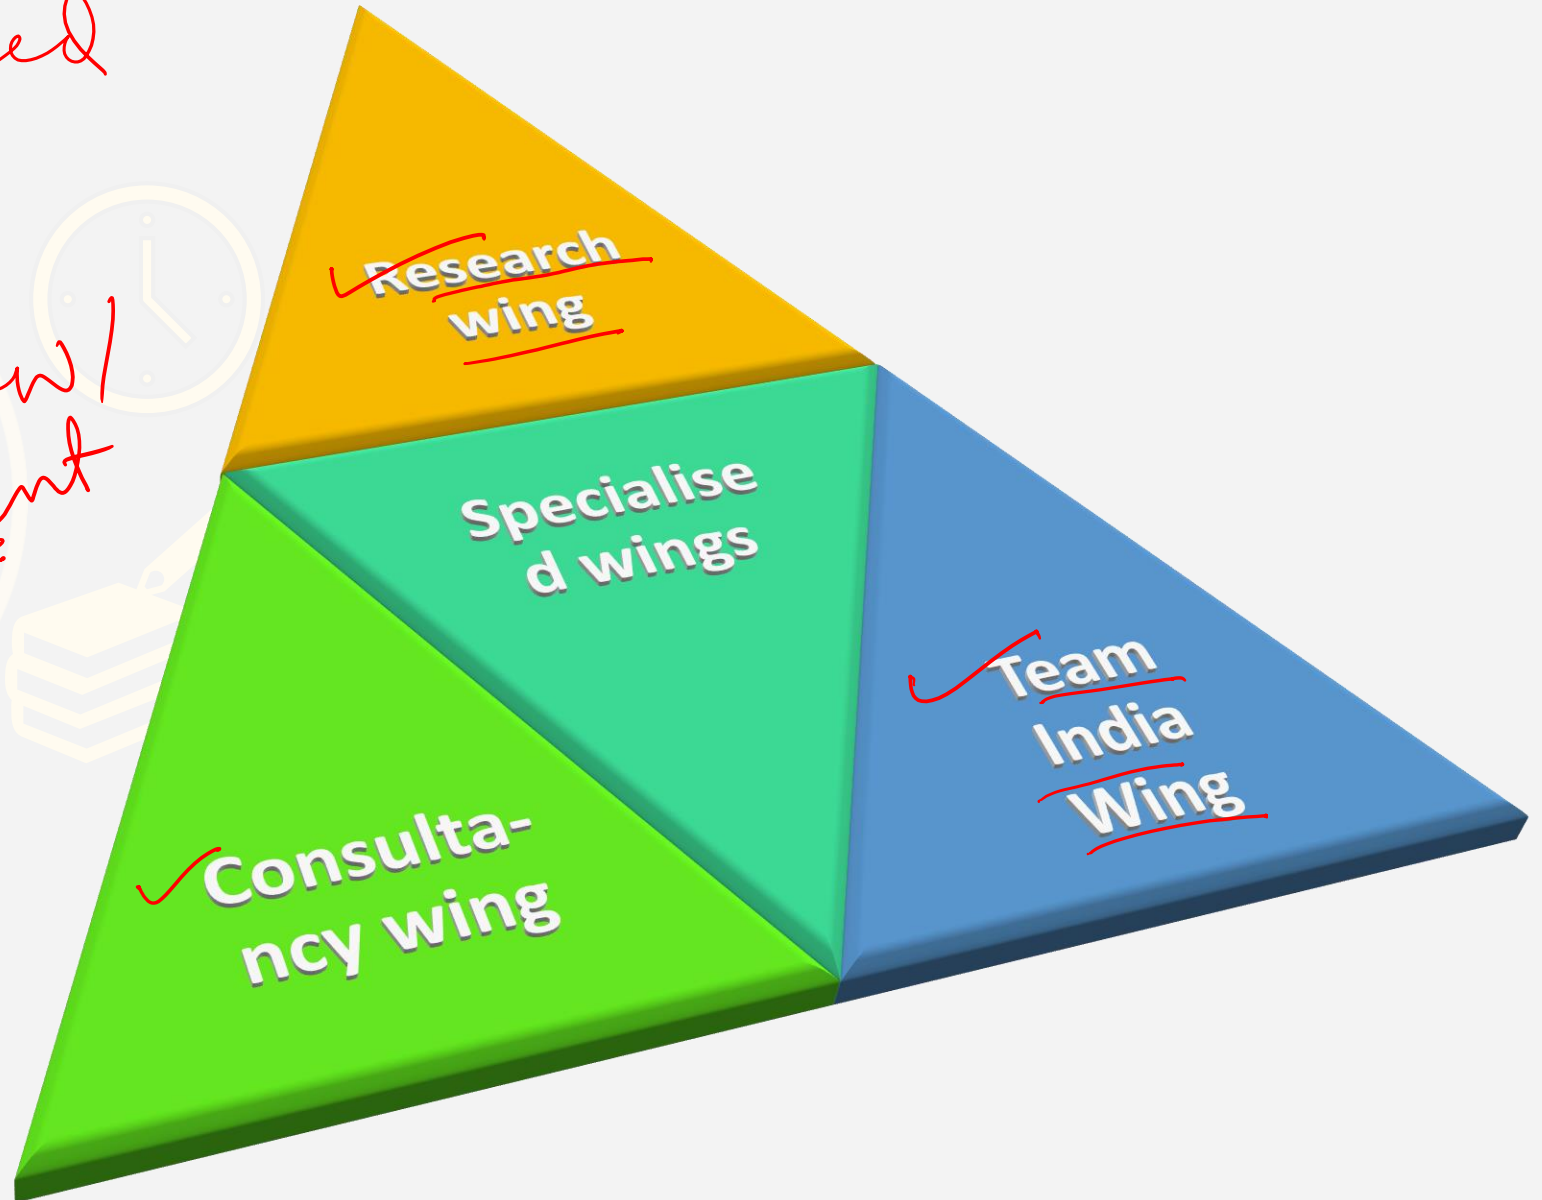 Research
wing
Specialise
d wings
Team
India
Wing
Consulta-
ncy wing